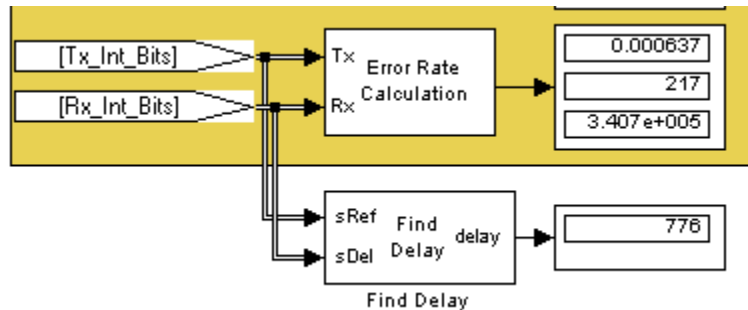 [Tx_Int_Bits]
[Rx_Int_Bits]
Tx
Rx
Error Rate
Calculation
0.000637
217
3.407e+005
sRef
sDel
Find
Delay
delay
776
Find Delay